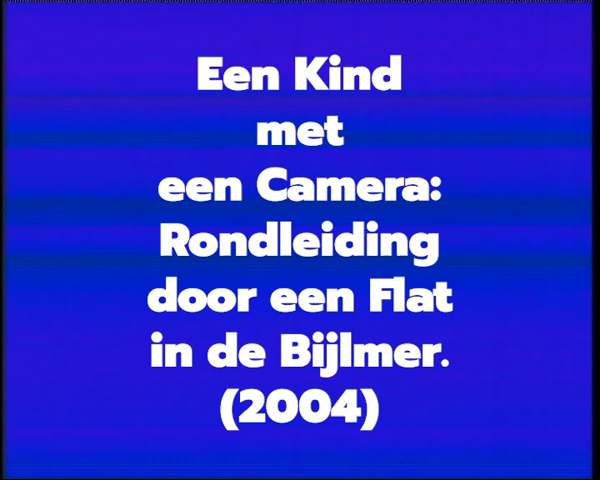 Een Kind
met
een Camera:
Rondleiding
door een Flat
in de Bijlmer.
(2004)